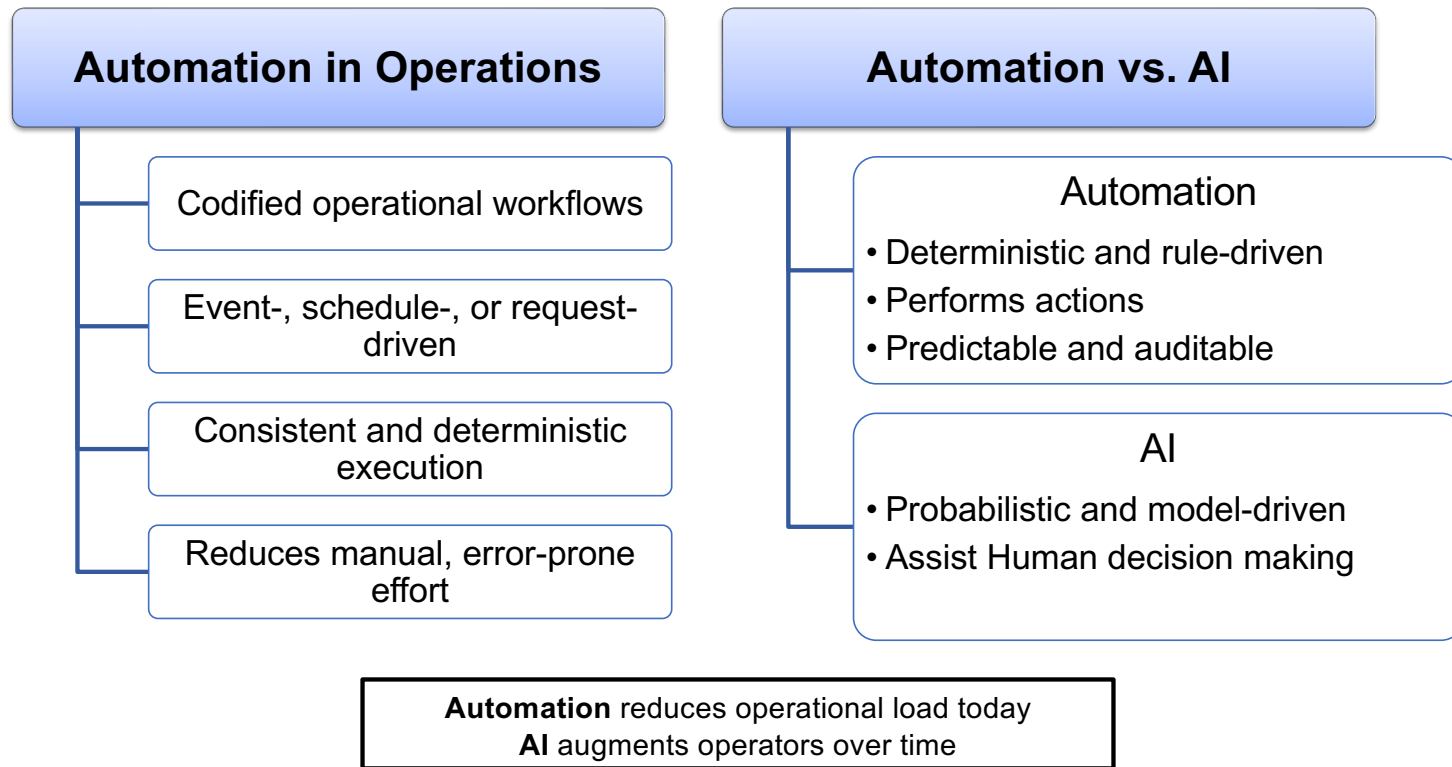 Automation in Operations
Codified operational workflows
Event-, schedule-, or request-
driven
Consistent and deterministic
execution
Reduces manual, error-prone
effort
Automation vs. AI
Automation
• Deterministic and rule-driven
• Performs actions
• Predictable and auditable
AI
• Probabilistic and model-driven
• Assist Human decision making
Automation reduces operational load today
AI augments operators over time